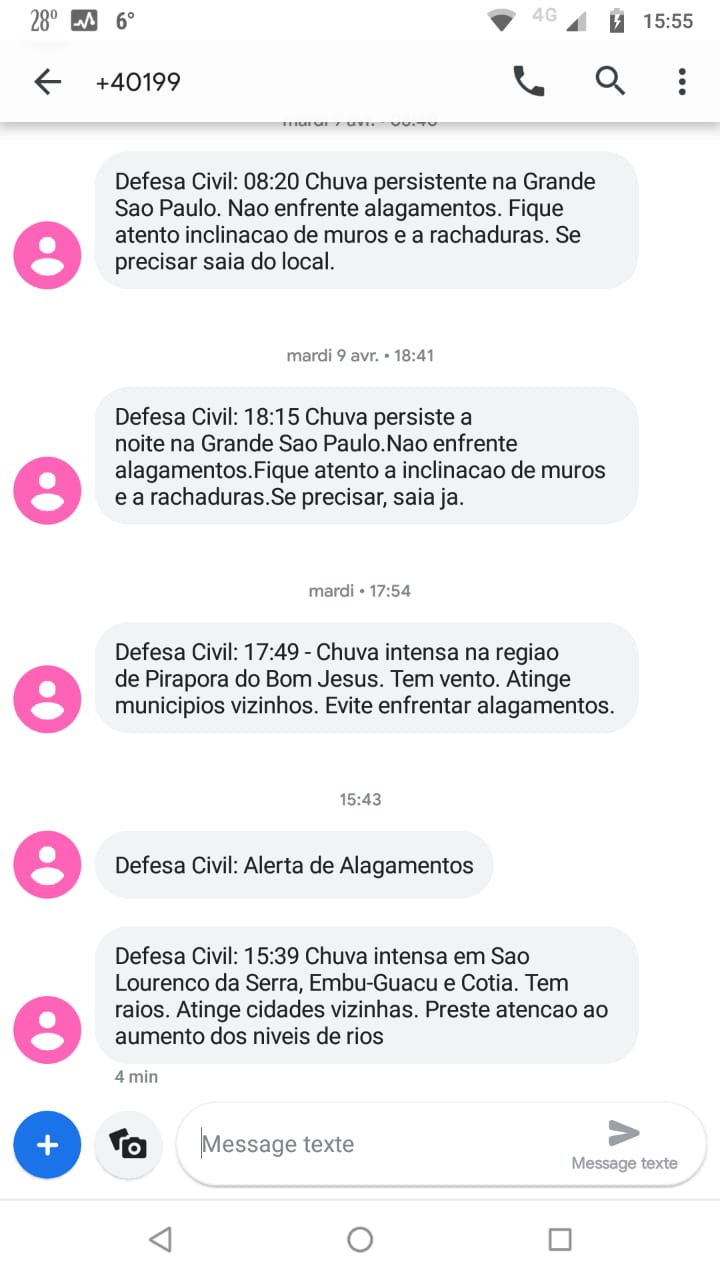 28° 6° 4G 15:55
+40199
Defesa Civil: 08:20 Chuva persistente na Grande
Sao Paulo. Nao enfrente alagamentos. Fique
atento inclinacao de muros e a rachaduras. Se
precisar saia do local.
mardi 9 avr. • 18:41
Defesa Civil: 18:15 Chuva persiste a
noite na Grande Sao Paulo.Nao enfrente
alagamentos.Fique atento a inclinacao de muros
e a rachaduras.Se precisar, saia ja.
mardi • 17:54
Defesa Civil: 17:49 - Chuva intensa na regiao
de Pirapora do Bom Jesus. Tem vento. Atinge
municipios vizinhos. Evite enfrentar alagamentos.
15:43
Defesa Civil: Alerta de Alagamentos
Defesa Civil: 15:39 Chuva intensa em Sao
Lourenco da Serra, Embu-Guacu e Cotia. Tem
raios. Atinge cidades vizinhas. Preste atencao ao
aumento dos niveis de rios
4 min
Message texte
Message texte